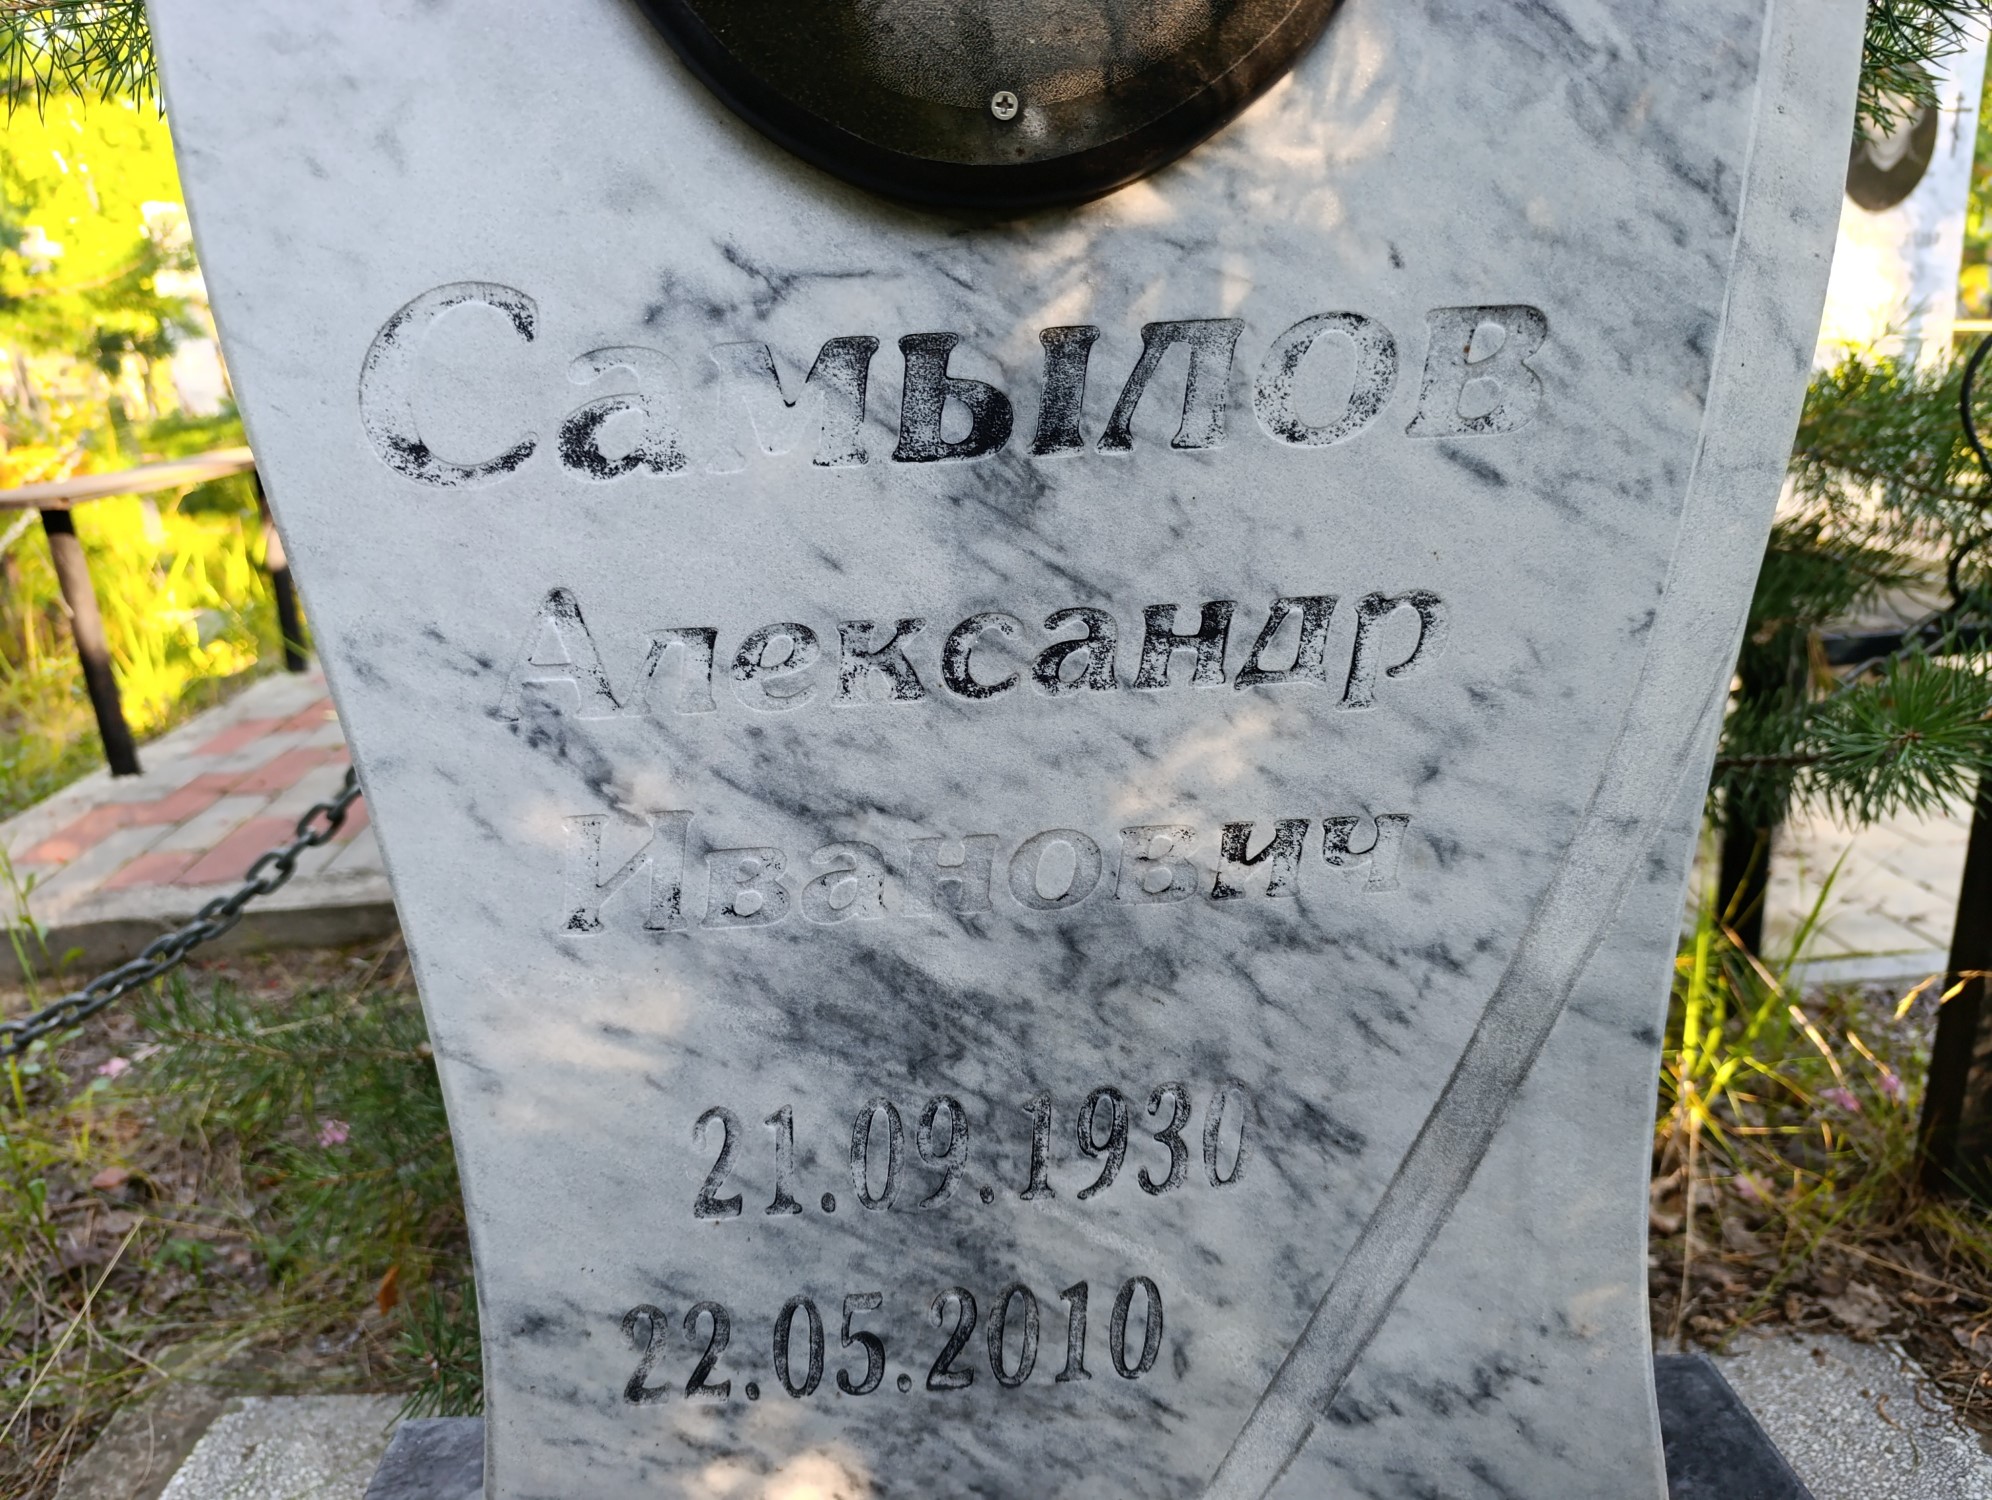 Самылов
Александр
Иванович
21.09.1930
22.05.2010